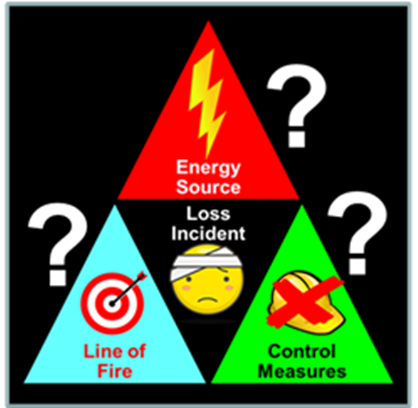 ?
Energy
Source
Loss
Incident
?
?
Line of
Fire
Control
Measures